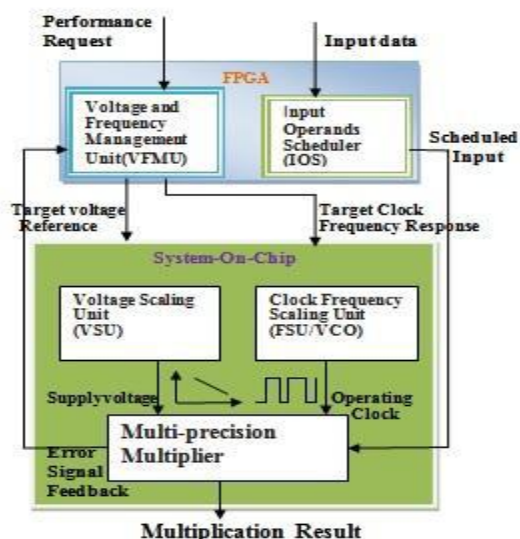 Performance
Request
Input data
FPGA
Voltage and
Frequency
Management
Unit(VFMU)
Input
Operands
Scheduler
(IOS)
Scheduled
Input
Target voltage
Reference
Target Clock
Frequency Response
System-On-Chip
Voltage Scaling
Unit
(VSU)
Clock Frequency
Scaling Unit
(FSU/VCO)
Supplyvoltage
Operating
Clock
Multi-precision
Multiplier
Error
Signal
Feedback
Multiplication Result